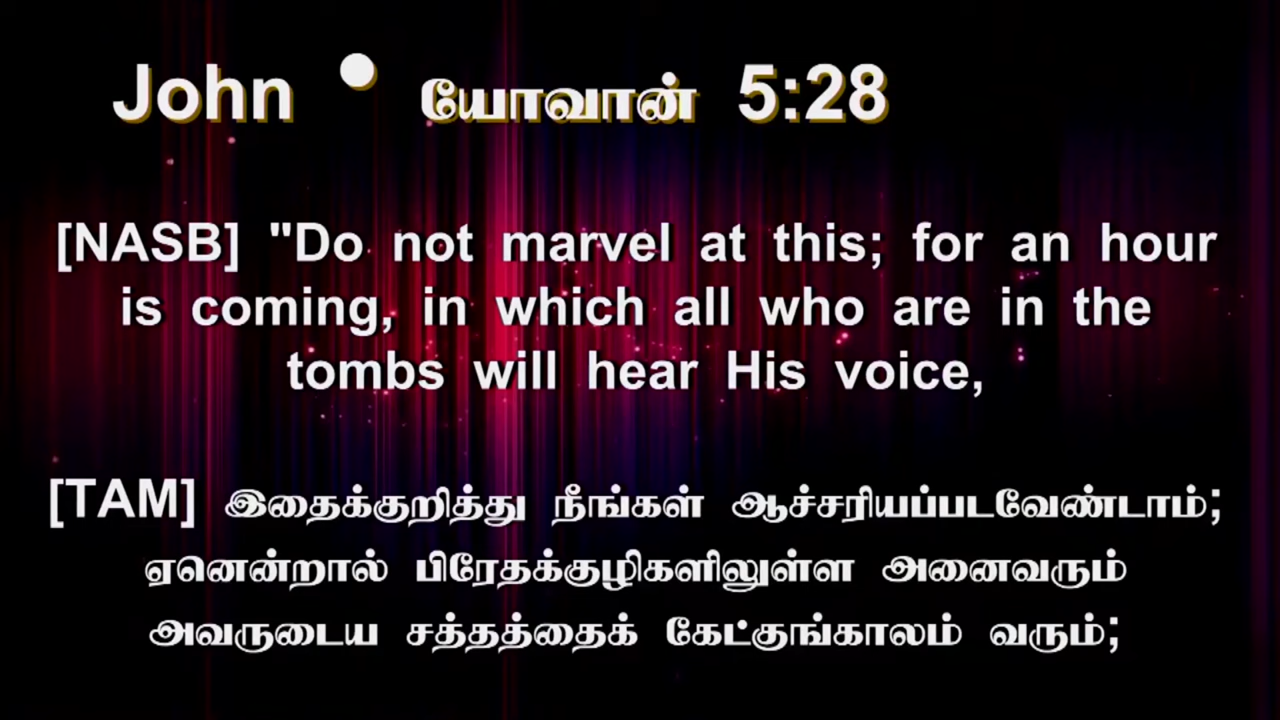 John • யோவான் 5:28
[NASB] "Do not marvel at this; for an hour
is coming, in which all who are in the
tombs will hear His voice,
[TAM] இதைக்குறித்து நீங்கள் ஆச்சரியப்படவேண்டாம்;
ஏனென்றால் பிரேதக்குழிகளிலுள்ள அனைவரும்
அவருடைய சத்தத்தைக் கேட்குங்காலம் வரும்;